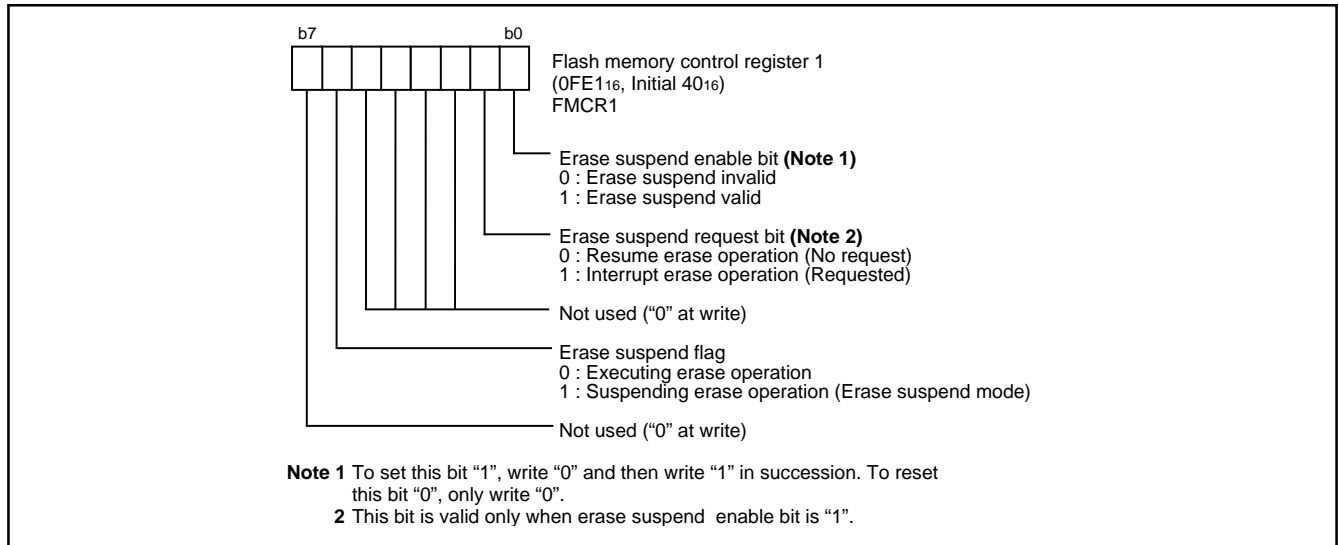 b7 b0
Flash memory control register 1
(0FE116, Initial 4016)
FMCR1
Erase suspend enable bit (Note 1)
0 : Erase suspend invalid
1 : Erase suspend valid
Erase suspend request bit (Note 2)
0 : Resume erase operation (No request)
1 : Interrupt erase operation (Requested)
Not used (“0” at write)
Erase suspend flag
0 : Executing erase operation
1 : Suspending erase operation (Erase suspend mode)
Not used (“0” at write)
Note 1 To set this bit “1”, write “0” and then write “1” in succession. To reset
this bit “0”, only write “0”.
2 This bit is valid only when erase suspend enable bit is “1”.